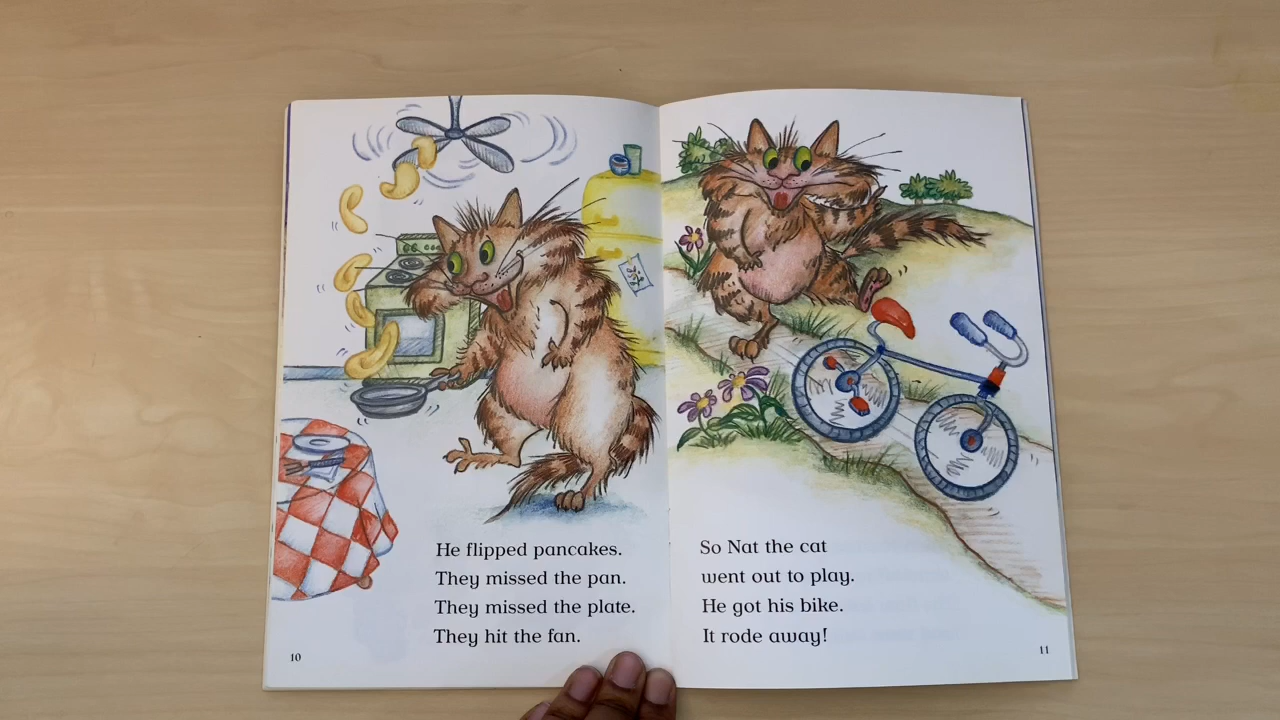 He flipped pancakes.
They missed the pan.
They missed the plate.
They hit the fan.
10
So Nat the cat
went out to play.
He got his bike.
It rode away!
11